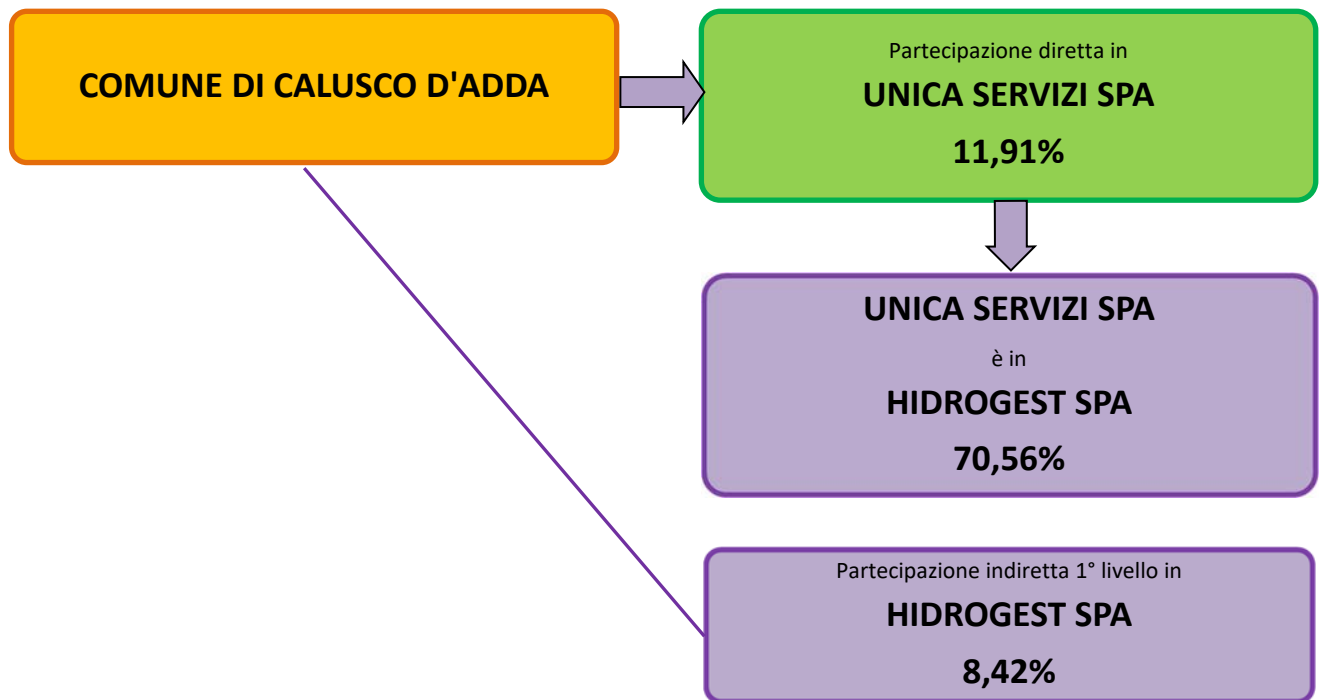 COMUNE DI CALUSCO D'ADDA
Partecipazione diretta in
UNICA SERVIZI SPA
11,91%
UNICA SERVIZI SPA
è in
HIDROGEST SPA
70,56%
Partecipazione indiretta 1° livello in
HIDROGEST SPA
8,42%